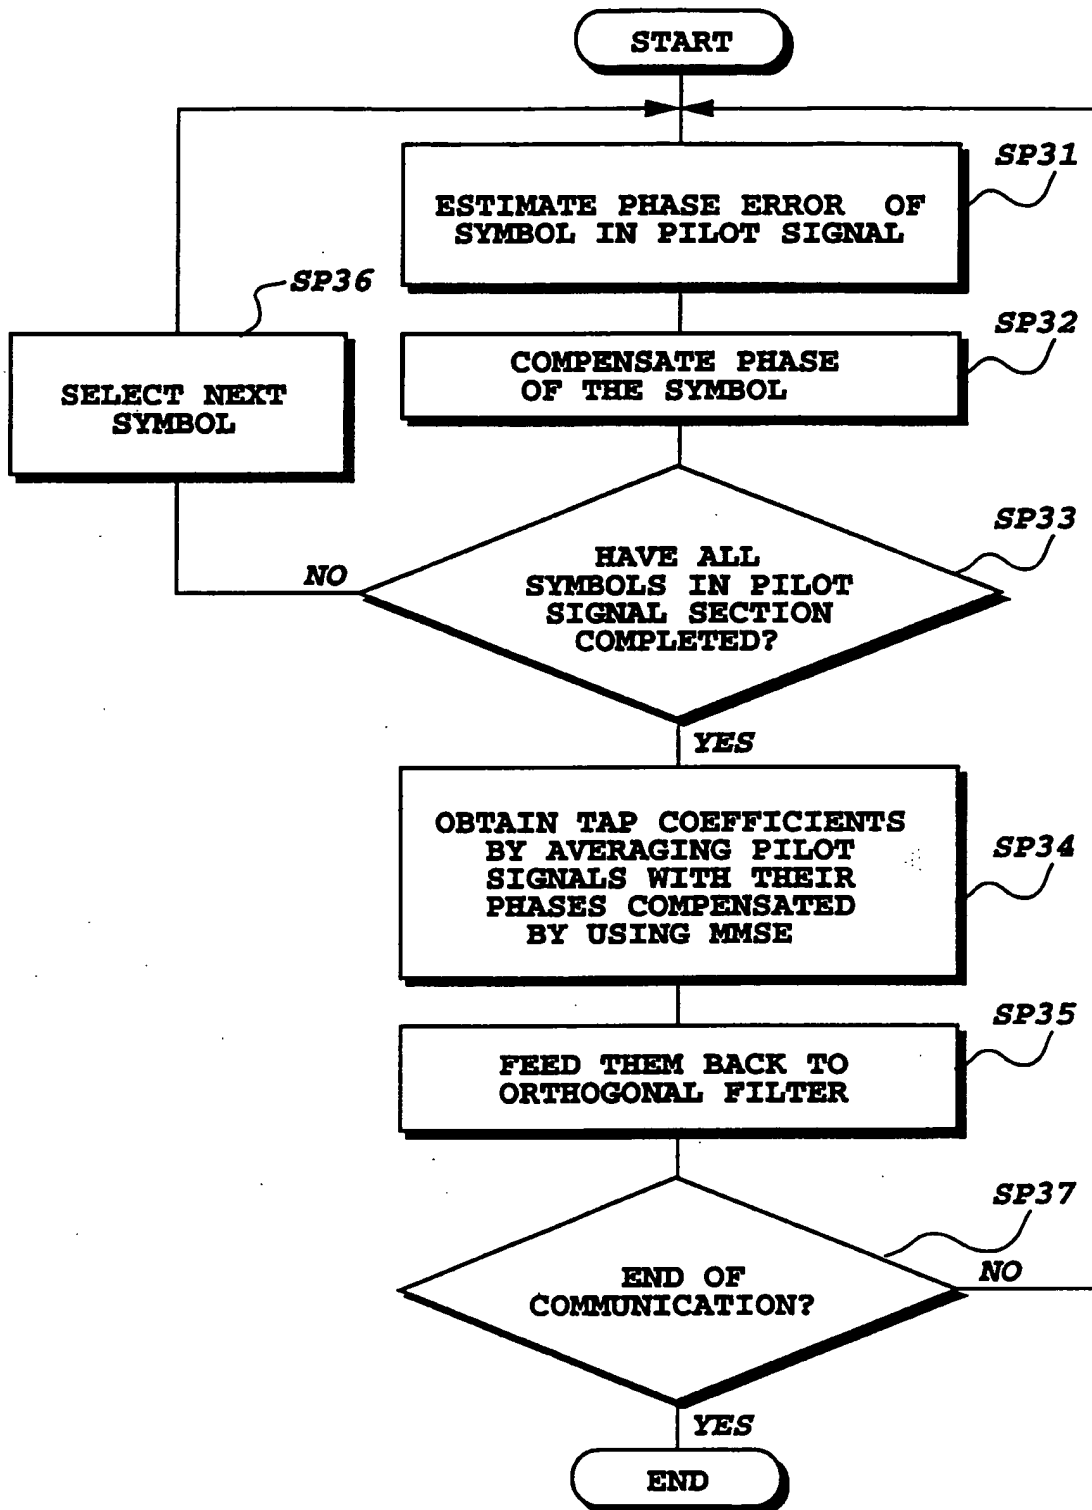 START
SP31
ESTIMATE PHASE ERROR OF
SYMBOL IN PILOT SIGNAL
SP36
SELECT NEXT
SYMBOL
SP32
COMPENSATE PHASE
OF THE SYMBOL
SP33
HAVE ALL
SYMBOLS IN PILOT
SIGNAL SECTION
COMPLETED?
NO
YES
OBTAIN TAP COEFFICIENTS
BY AVERAGING PILOT
SIGNALS WITH THEIR
PHASES COMPENSATED
BY USING MMSE
SP34
SP35
FEED THEM BACK TO
ORTHOGONAL FILTER
SP37
END OF
COMMUNICATION?
NO
YES
END